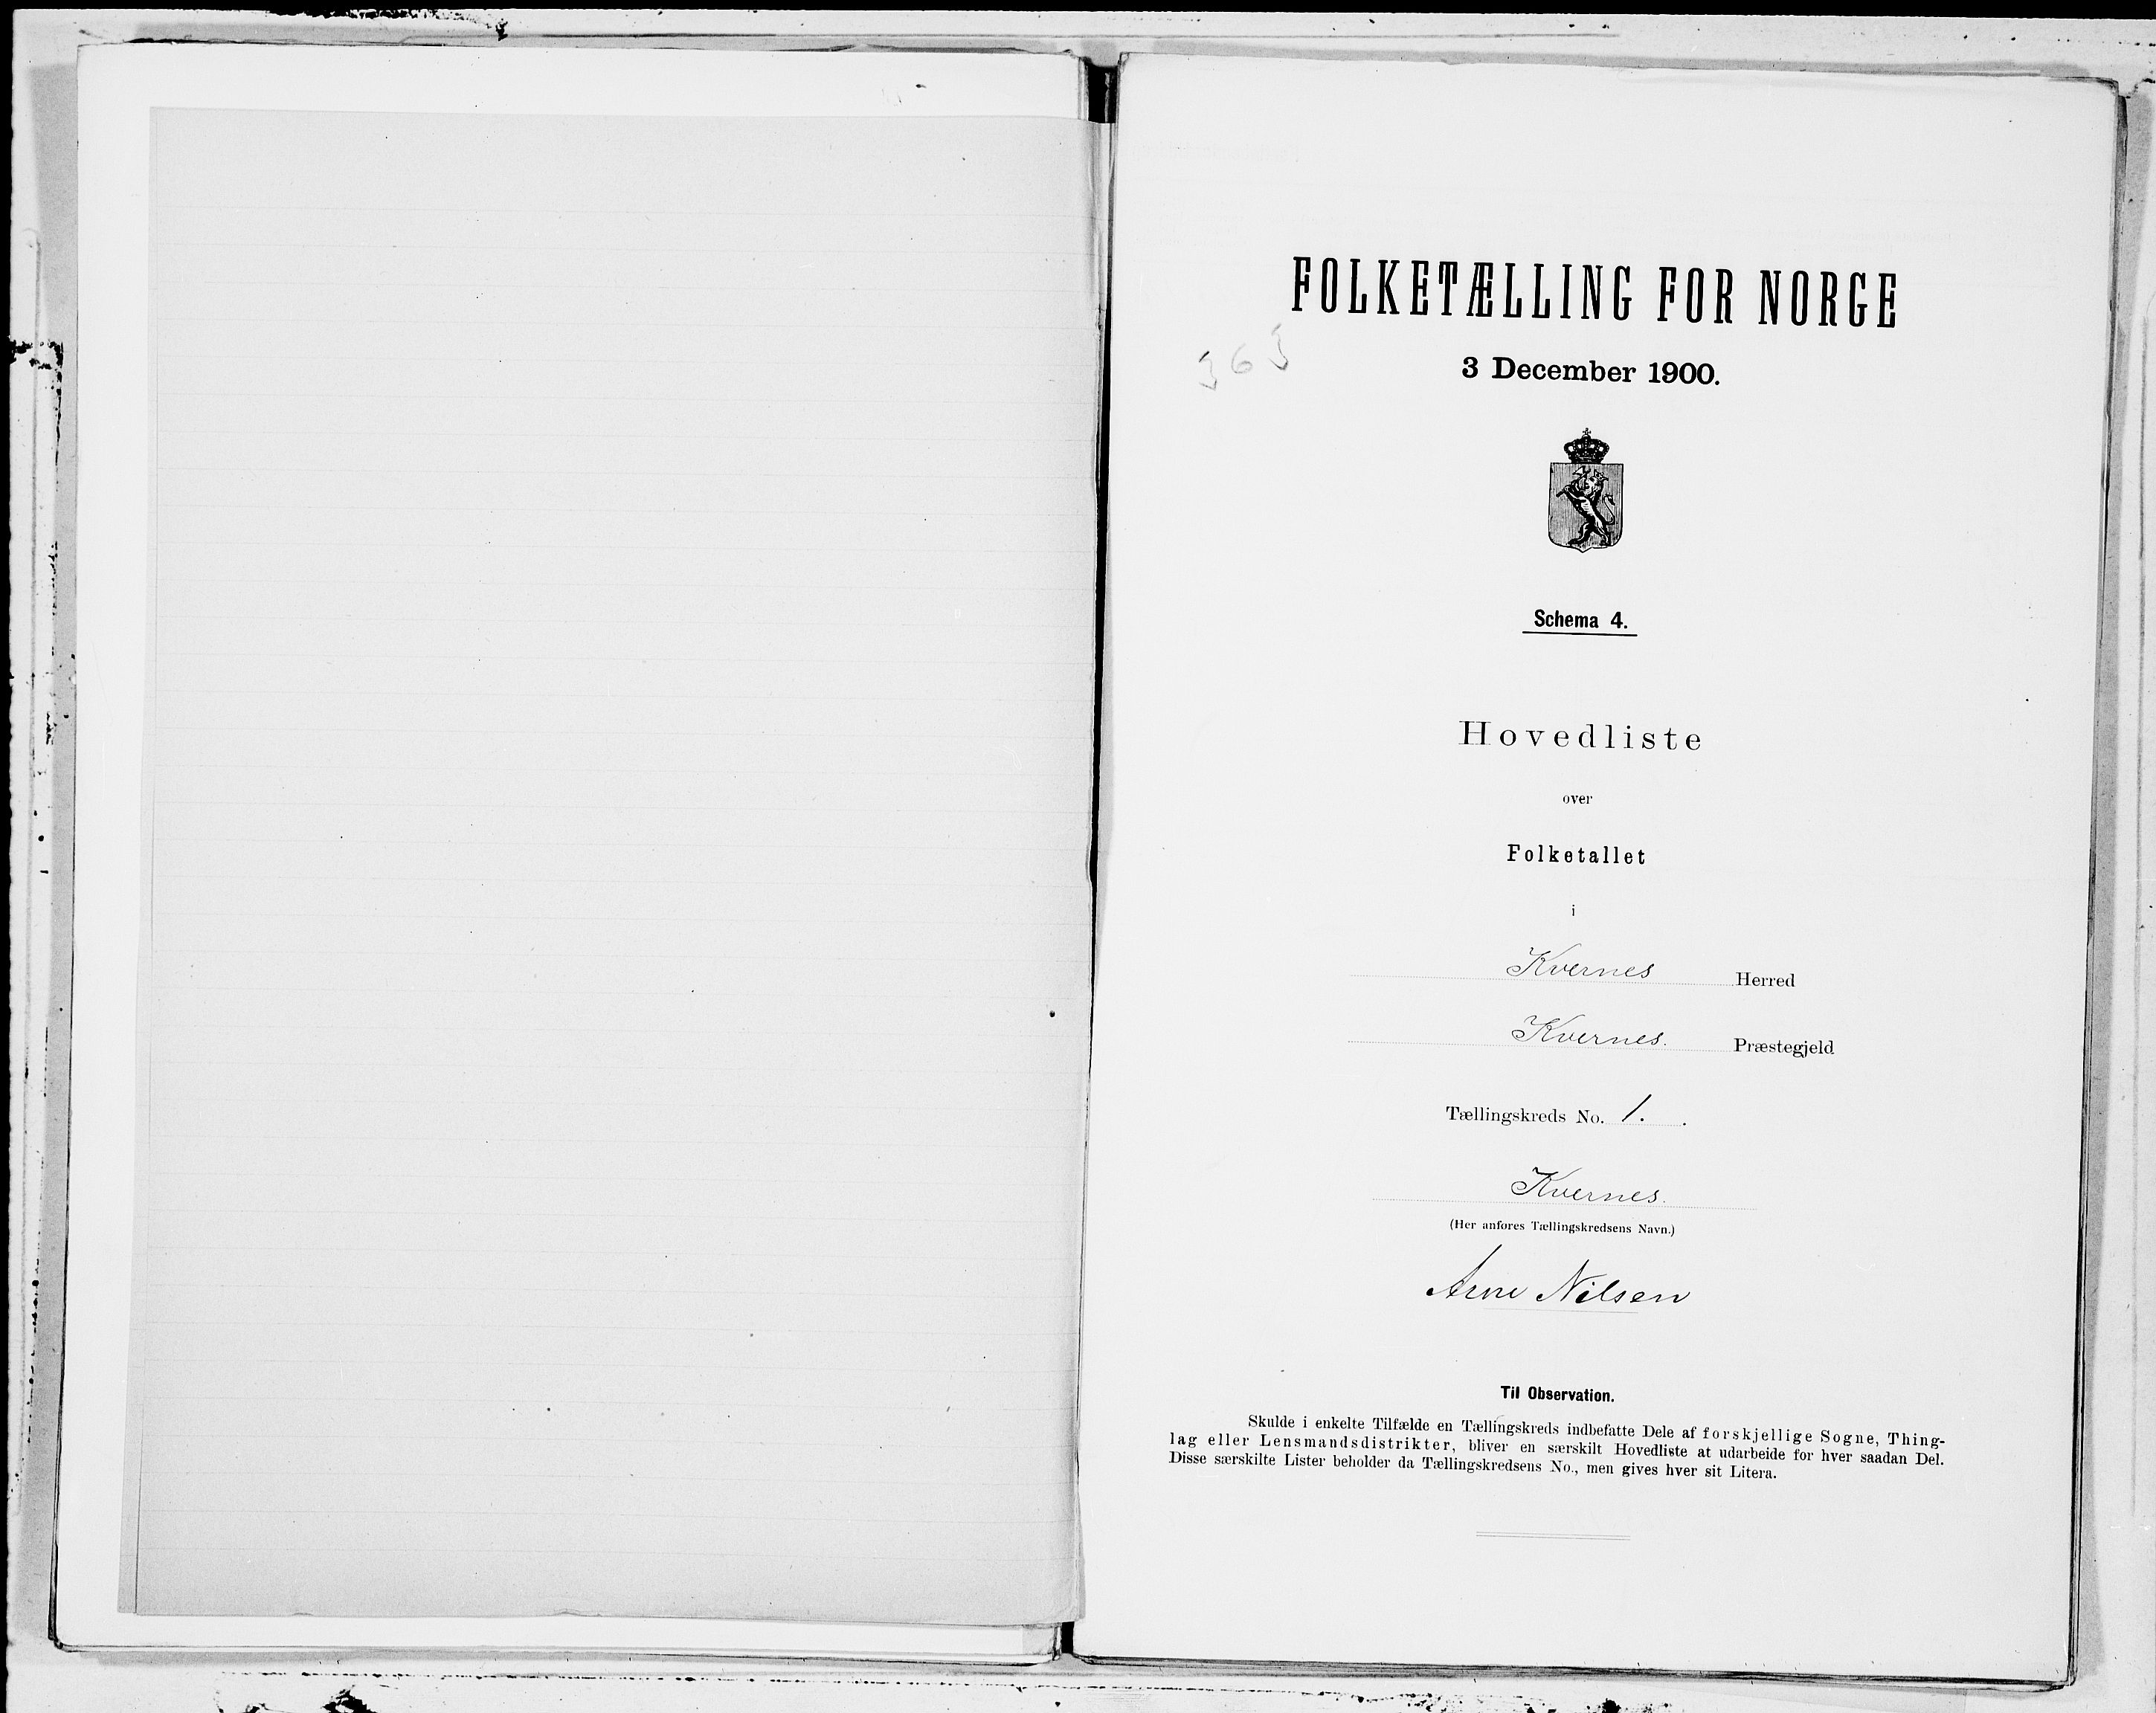 FOLKETÆLLING FOR NORGE
363
3 December 1900.
Schema 4.
Hovedliste
over
Folketallet
i
Kvernes Herred
Kvernes. Præstegjeld
Tællingskreds No. 1. .
Kvernes.
(Her anføres Tællingskredsens Navn.)
Arne Nilsen
Til Observation.
Skulde i enkelte Tilfælde en Tællingskreds indbefatte Dele af forskjellige Sogne, Thing-
lag eller Lensmandsdistrikter, bliver en særskilt Hovedliste at udarbeide for hver saadan Del.
Disse særskilte Lister beholder da Tællingskredsens No., men gives hver sit Litera.